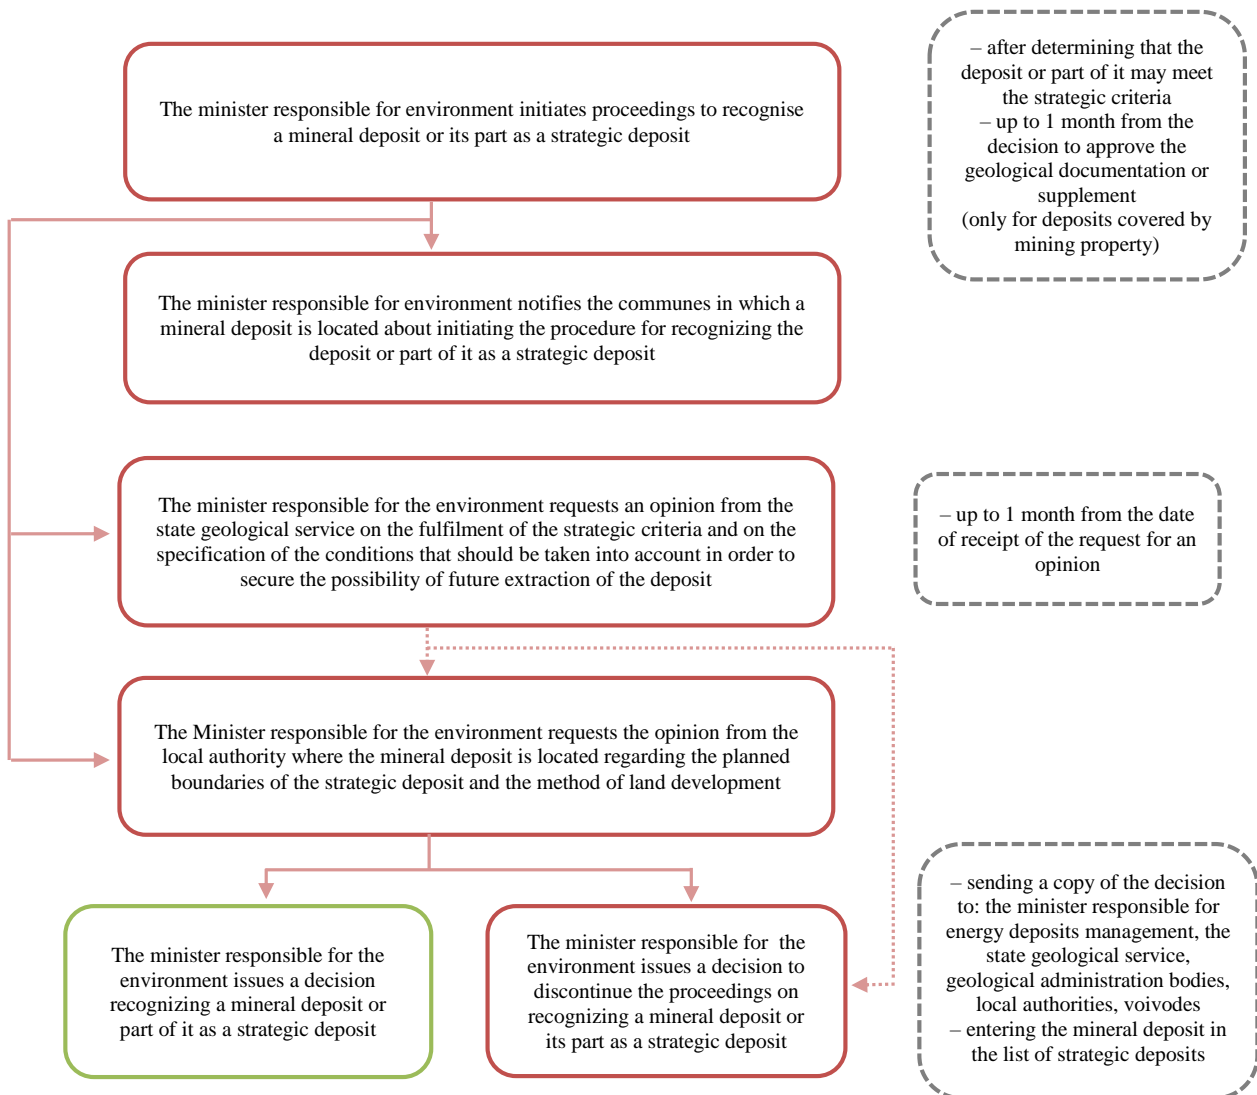 The minister responsible for environment initiates proceedings to recognise
a mineral deposit or its part as a strategic deposit
– after determining that the
deposit or part of it may meet
the strategic criteria
– up to 1 month from the
decision to approve the
geological documentation or
supplement
(only for deposits covered by
mining property)
The minister responsible for environment notifies the communes in which a
mineral deposit is located about initiating the procedure for recognizing the
deposit or part of it as a strategic deposit
The minister responsible for the environment requests an opinion from the
state geological service on the fulfilment of the strategic criteria and on the
specification of the conditions that should be taken into account in order to
secure the possibility of future extraction of the deposit
– up to 1 month from the date
of receipt of the request for an
opinion
The Minister responsible for the environment requests the opinion from the
local authority where the mineral deposit is located regarding the planned
boundaries of the strategic deposit and the method of land development
The minister responsible for the
environment issues a decision
recognizing a mineral deposit or
part of it as a strategic deposit
The minister responsible for the
environment issues a decision to
discontinue the proceedings on
recognizing a mineral deposit or
its part as a strategic deposit
– sending a copy of the decision
to: the minister responsible for
energy deposits management, the
state geological service,
geological administration bodies,
local authorities, voivodes
– entering the mineral deposit in
the list of strategic deposits